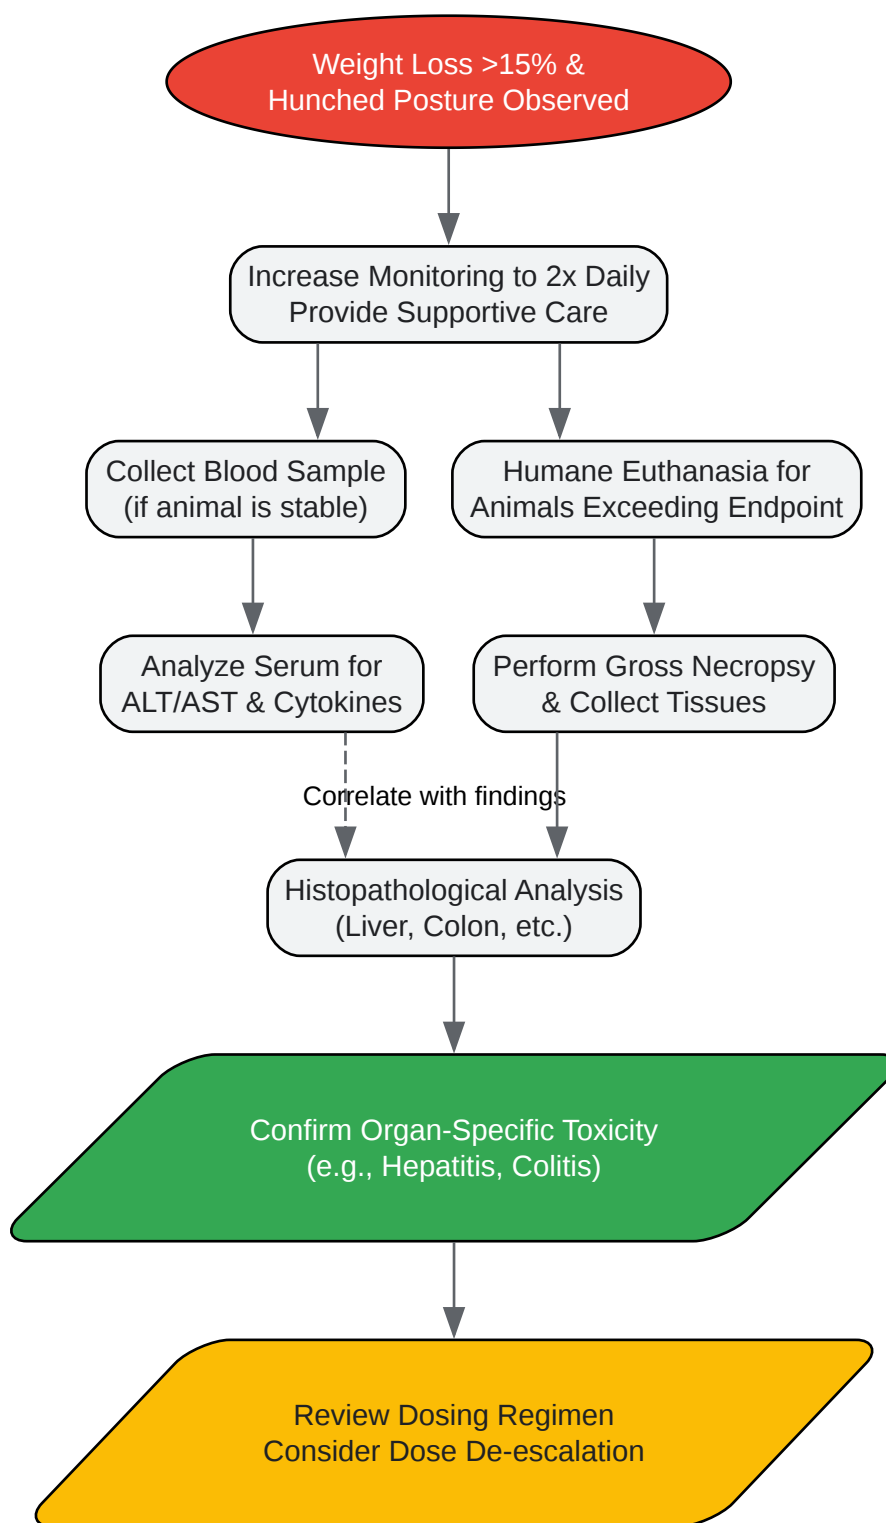 Weight Loss >15% &
Hunched Posture Observed
Increase Monitoring to 2x Daily
Provide Supportive Care
Collect Blood Sample
(if animal is stable)
Humane Euthanasia for
Animals Exceeding Endpoint
Analyze Serum for
ALT/AST & Cytokines
Perform Gross Necropsy
& Collect Tissues
Correlate with findings
Histopathological Analysis
(Liver, Colon, etc.)
Confirm Organ-Specific Toxicity
(e.g., Hepatitis, Colitis)
Review Dosing Regimen
Consider Dose De-escalation